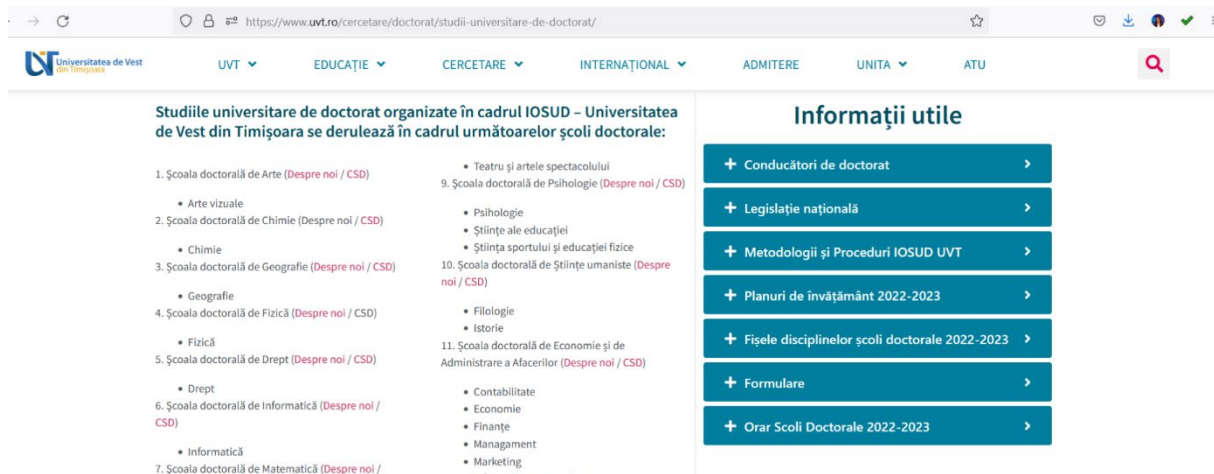 https://www.uvt.ro/cercetare/doctorat/studii-universitare-de-doctorat/
Universitatea de Vest
din Timișoara
UVT
EDUCAȚIE
CERCETARE
INTERNAȚIONAL
ADMITERE
UNITA
ATU
Studiile universitare de doctorat organizate în cadrul IOSUD – Universitatea
de Vest din Timișoara se derulează în cadrul următoarelor școli doctorale:
1. Școala doctorală de Arte (Despre noi / CSD)
• Arte vizuale
2. Școala doctorală de Chimie (Despre noi / CSD)
• Chimie
3. Școala doctorală de Geografie (Despre noi / CSD)
• Geografie
4. Școala doctorală de Fizică (Despre noi / CSD)
• Fizică
5. Școala doctorală de Drept (Despre noi / CSD)
• Drept
6. Școala doctorală de Informatică (Despre noi /
CSD)
• Informatică
7. Școala doctorală de Matematică (Despre noi /
• Teatru și artele spectacolului
9. Școala doctorală de Psihologie (Despre noi / CSD)
• Psihologie
• Științe ale educației
• Știința sportului și educației fizice
10. Școala doctorală de Științe umaniste (Despre
noi / CSD)
• Filologie
• Istorie
11. Școala doctorală de Economie și de
Administrare a Afacerilor (Despre noi / CSD)
• Contabilitate
• Economie
• Finanțe
• Managament
• Marketing
Informații utile
+ Conducători de doctorat
+ Legislație națională
+ Metodologii și Proceduri IOSUD UVT
+ Planuri de învățământ 2022-2023
+ Fișele disciplinelor școli doctorale 2022-2023
+ Formulare
+ Orar Scoli Doctorale 2022-2023